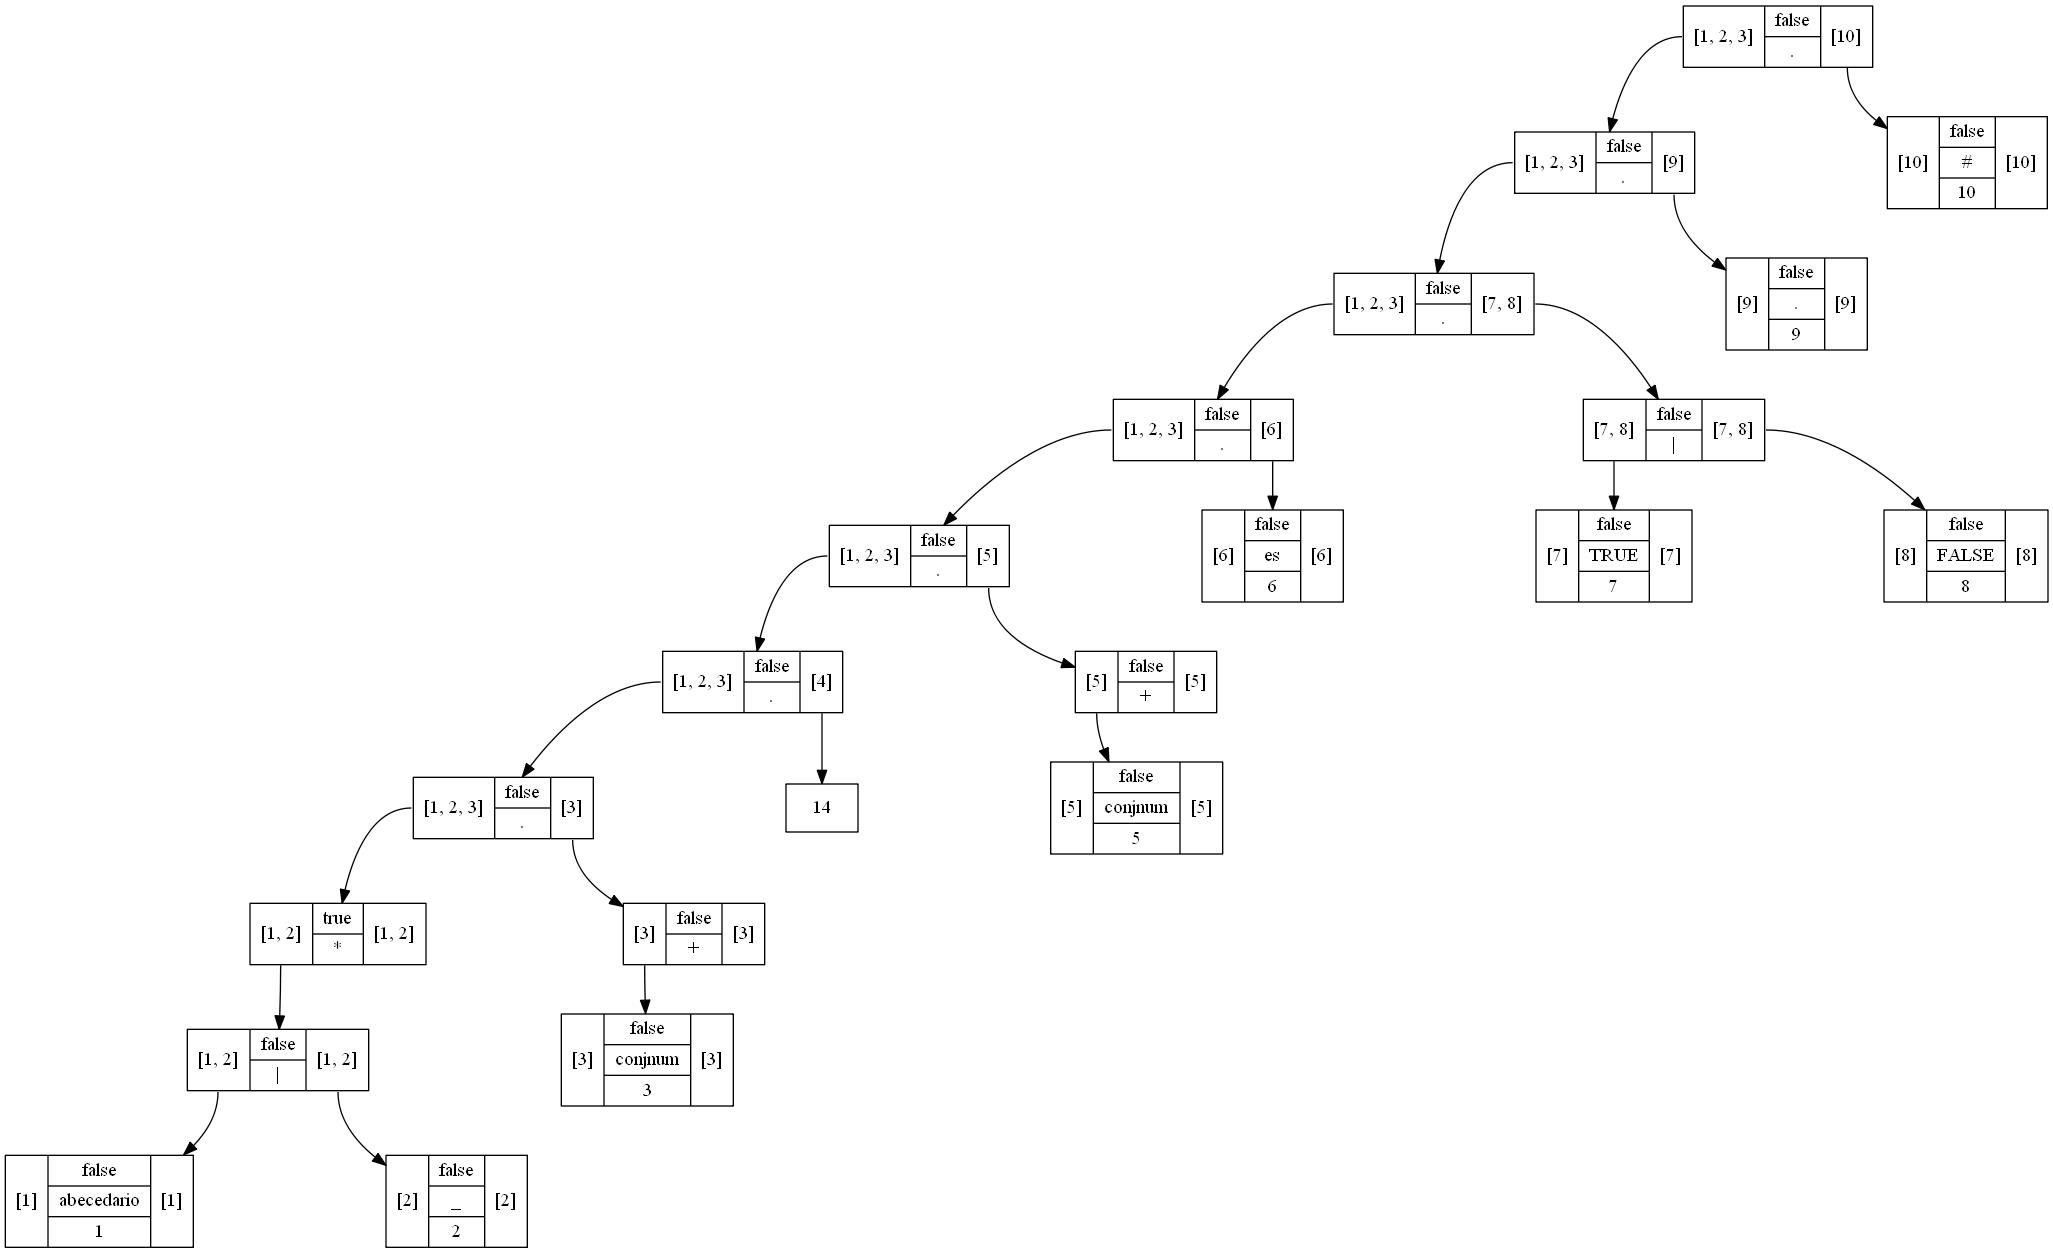 [1, 2, 3] false . [10]
[10] false # 10 [10]
[1, 2, 3] false . [9]
[9] false . 9 [9]
[1, 2, 3] false . [7, 8]
[1, 2, 3] false . [6]
[7, 8] false | [7, 8]
[1, 2, 3] false . [5]
[6] false es 6 [6]
[7] false TRUE 7 [7]
[8] false FALSE 8 [8]
[1, 2, 3] false . [4]
[5] false + [5]
[1, 2, 3] false . [3]
14
[5] false conjnum 5 [5]
[1, 2] true * [1, 2]
[3] false + [3]
[1, 2] false | [1, 2]
[3] false conjnum 3 [3]
[1] false abecedario 1 [1]
[2] false _ 2 [2]